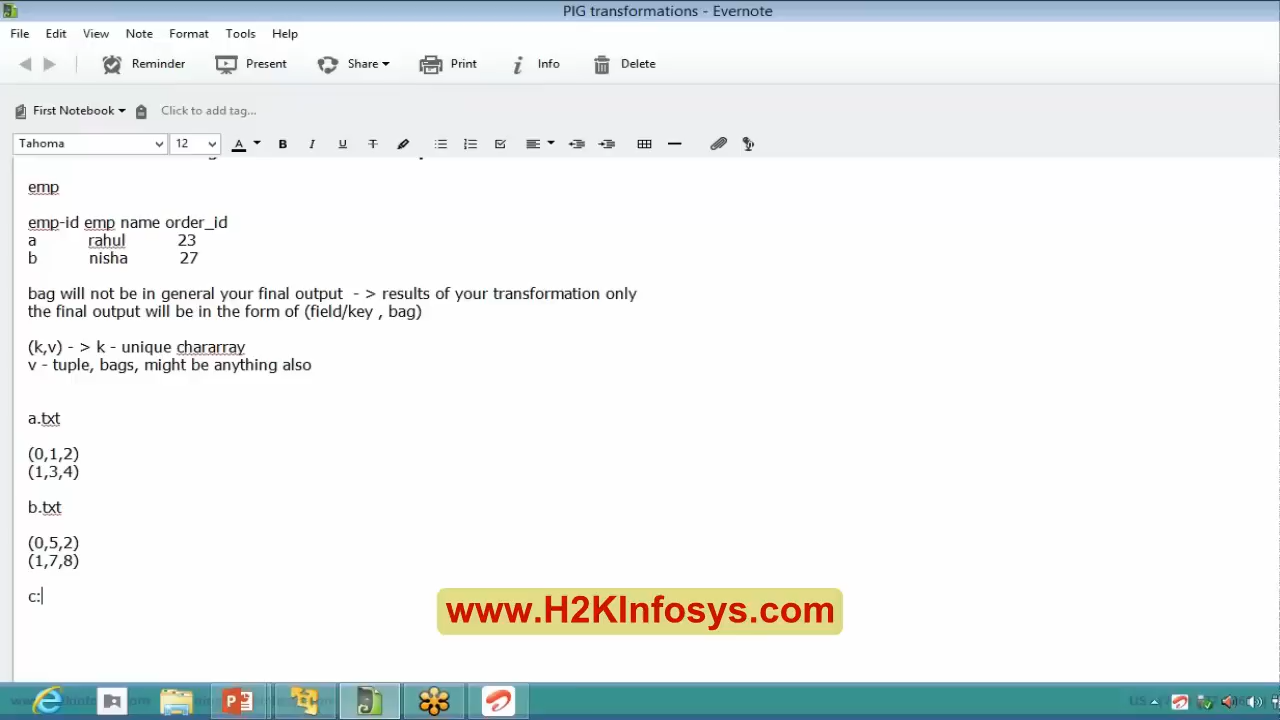 PIG transformations - Evernote
File Edit View Note Format Tools Help
Reminder Present Share Print Info Delete
First Notebook Click to add tag...
Tahoma 12 A B I U T
emp
emp-id emp name order_id
a rahul 23
b nisha 27
bag will not be in general your final output - > results of your transformation only
the final output will be in the form of (field/key , bag)
(k,v) - > k - unique chararray
v - tuple, bags, might be anything also
a.txt
(0,1,2)
(1,3,4)
b.txt
(0,5,2)
(1,7,8)
c:
www.H2KInfosys.com